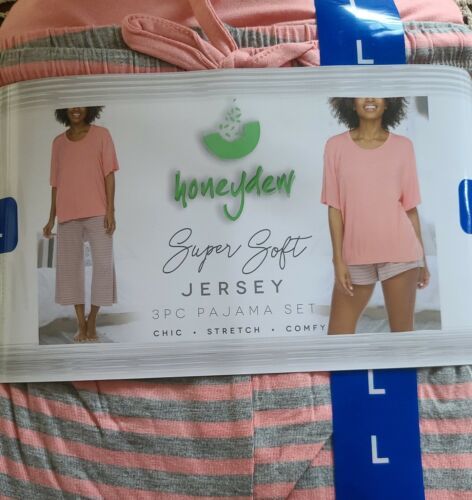 L
L
honeydew
Super Soft
JERSEY
3PC PAJAMA SET
CHIC • STRETCH • COMFY
L
L